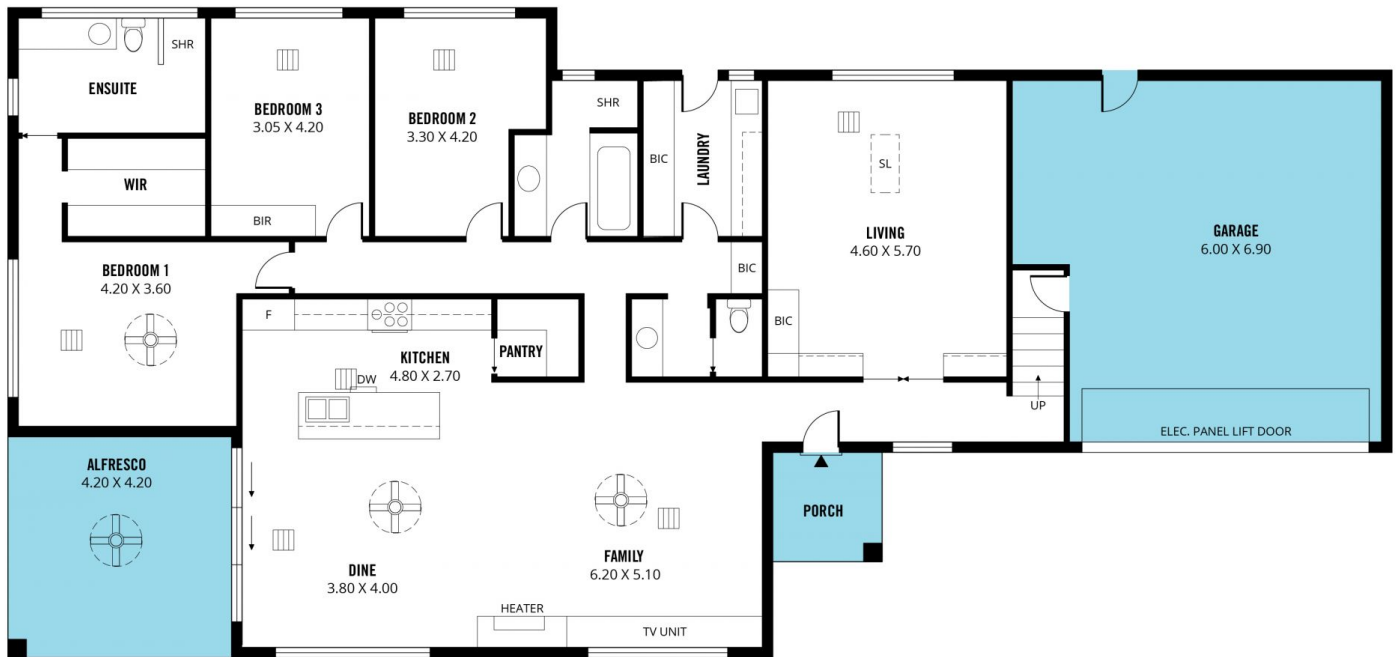 SHR
ENSUITE
WIR
BEDROOM 3
3.05 X 4.20
BIR
BEDROOM 2
3.30 X 4.20
SHR
BIC
LAUNDRY
BIC
LIVING
4.60 X 5.70
SL
BIC
GARAGE
6.00 X 6.90
UP
ELEC. PANEL LIFT DOOR
BEDROOM 1
4.20 X 3.60
F
KITCHEN
4.80 X 2.70
DW
PANTRY
ALFRESCO
4.20 X 4.20
DINE
3.80 X 4.00
FAMILY
6.20 X 5.10
HEATER
TV UNIT
PORCH